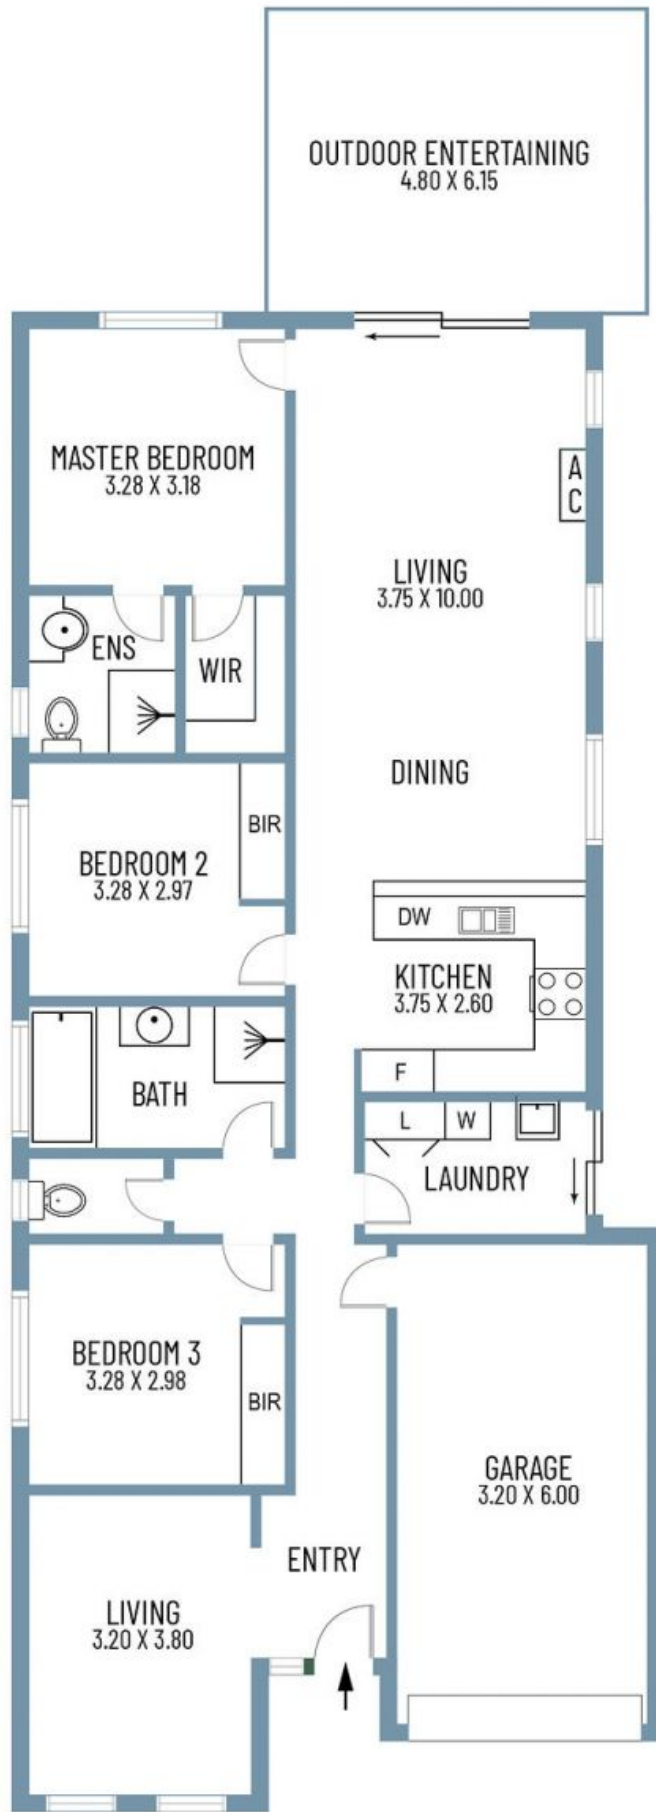 OUTDOOR ENTERTAINING
4.80 X 6.15
MASTER BEDROOM
3.28 X 3.18
A
C
LIVING
3.75 X 10.00
ENS
WIR
DINING
BIR
BEDROOM 2
3.28 X 2.97
DW
KITCHEN
3.75 X 2.60
F
BATH
L
W
LAUNDRY
BEDROOM 3
3.28 X 2.98
BIR
GARAGE
3.20 X 6.00
ENTRY
LIVING
3.20 X 3.80